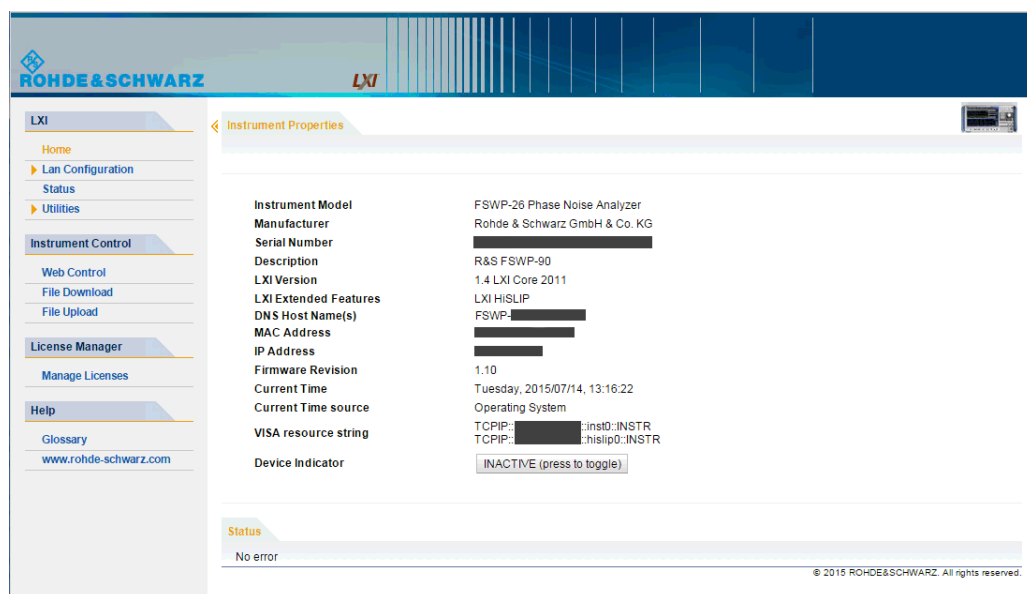 ROHDE&SCHWARZ
LXI
LXI
Home
Lan Configuration
Status
Utilities
Instrument Control
Web Control
File Download
File Upload
License Manager
Manage Licenses
Help
Glossary
www.rohde-schwarz.com
Instrument Properties
Instrument Model FSWP-26 Phase Noise Analyzer
Manufacturer Rohde & Schwarz GmbH & Co. KG
Serial Number
Description R&S FSWP-90
LXI Version 1.4 LXI Core 2011
LXI Extended Features LXI HiSLIP
DNS Host Name(s) FSWP-
MAC Address
IP Address
Firmware Revision 1.10
Current Time Tuesday, 2015/07/14, 13:16:22
Current Time source Operating System
VISA resource string TCPIP:: ::inst0::INSTR
TCPIP:: ::hislip0::INSTR
Device Indicator INACTIVE (press to toggle)
Status
No error
© 2015 ROHDE&SCHWARZ. All rights reserved.